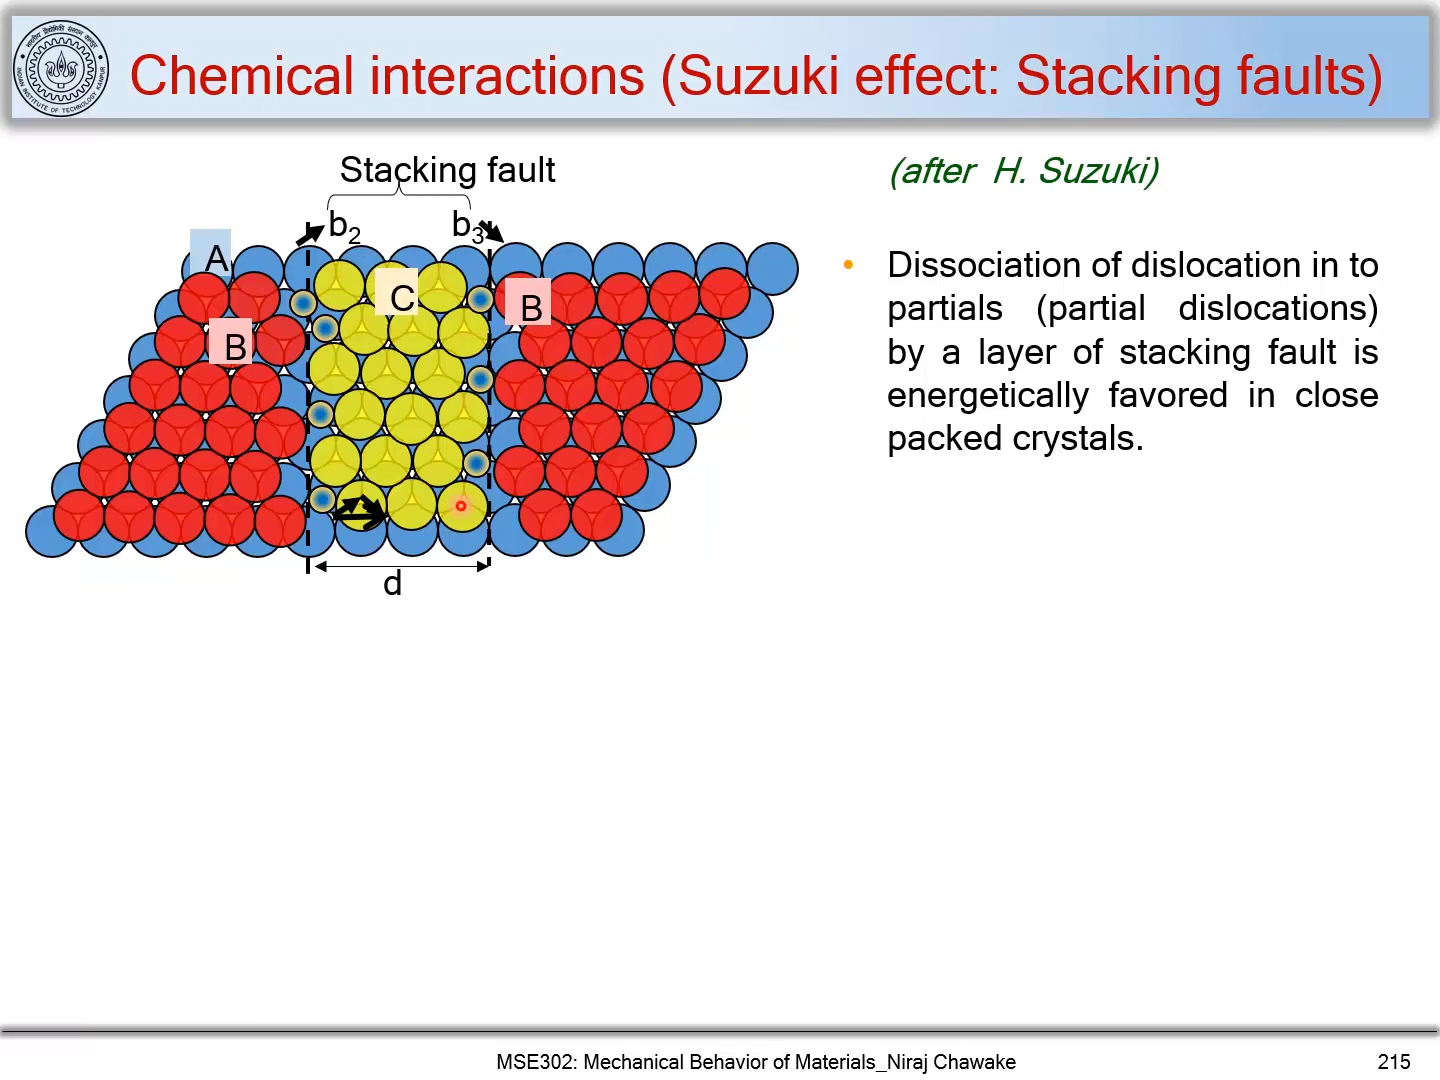 Chemical interactions (Suzuki effect: Stacking faults)
Stacking fault
(after H. Suzuki)
b2
b3
A
C
B
B
• Dissociation of dislocation in to
partials (partial dislocations)
by a layer of stacking fault is
energetically favored in close
packed crystals.
d
MSE302: Mechanical Behavior of Materials_Niraj Chawake
215